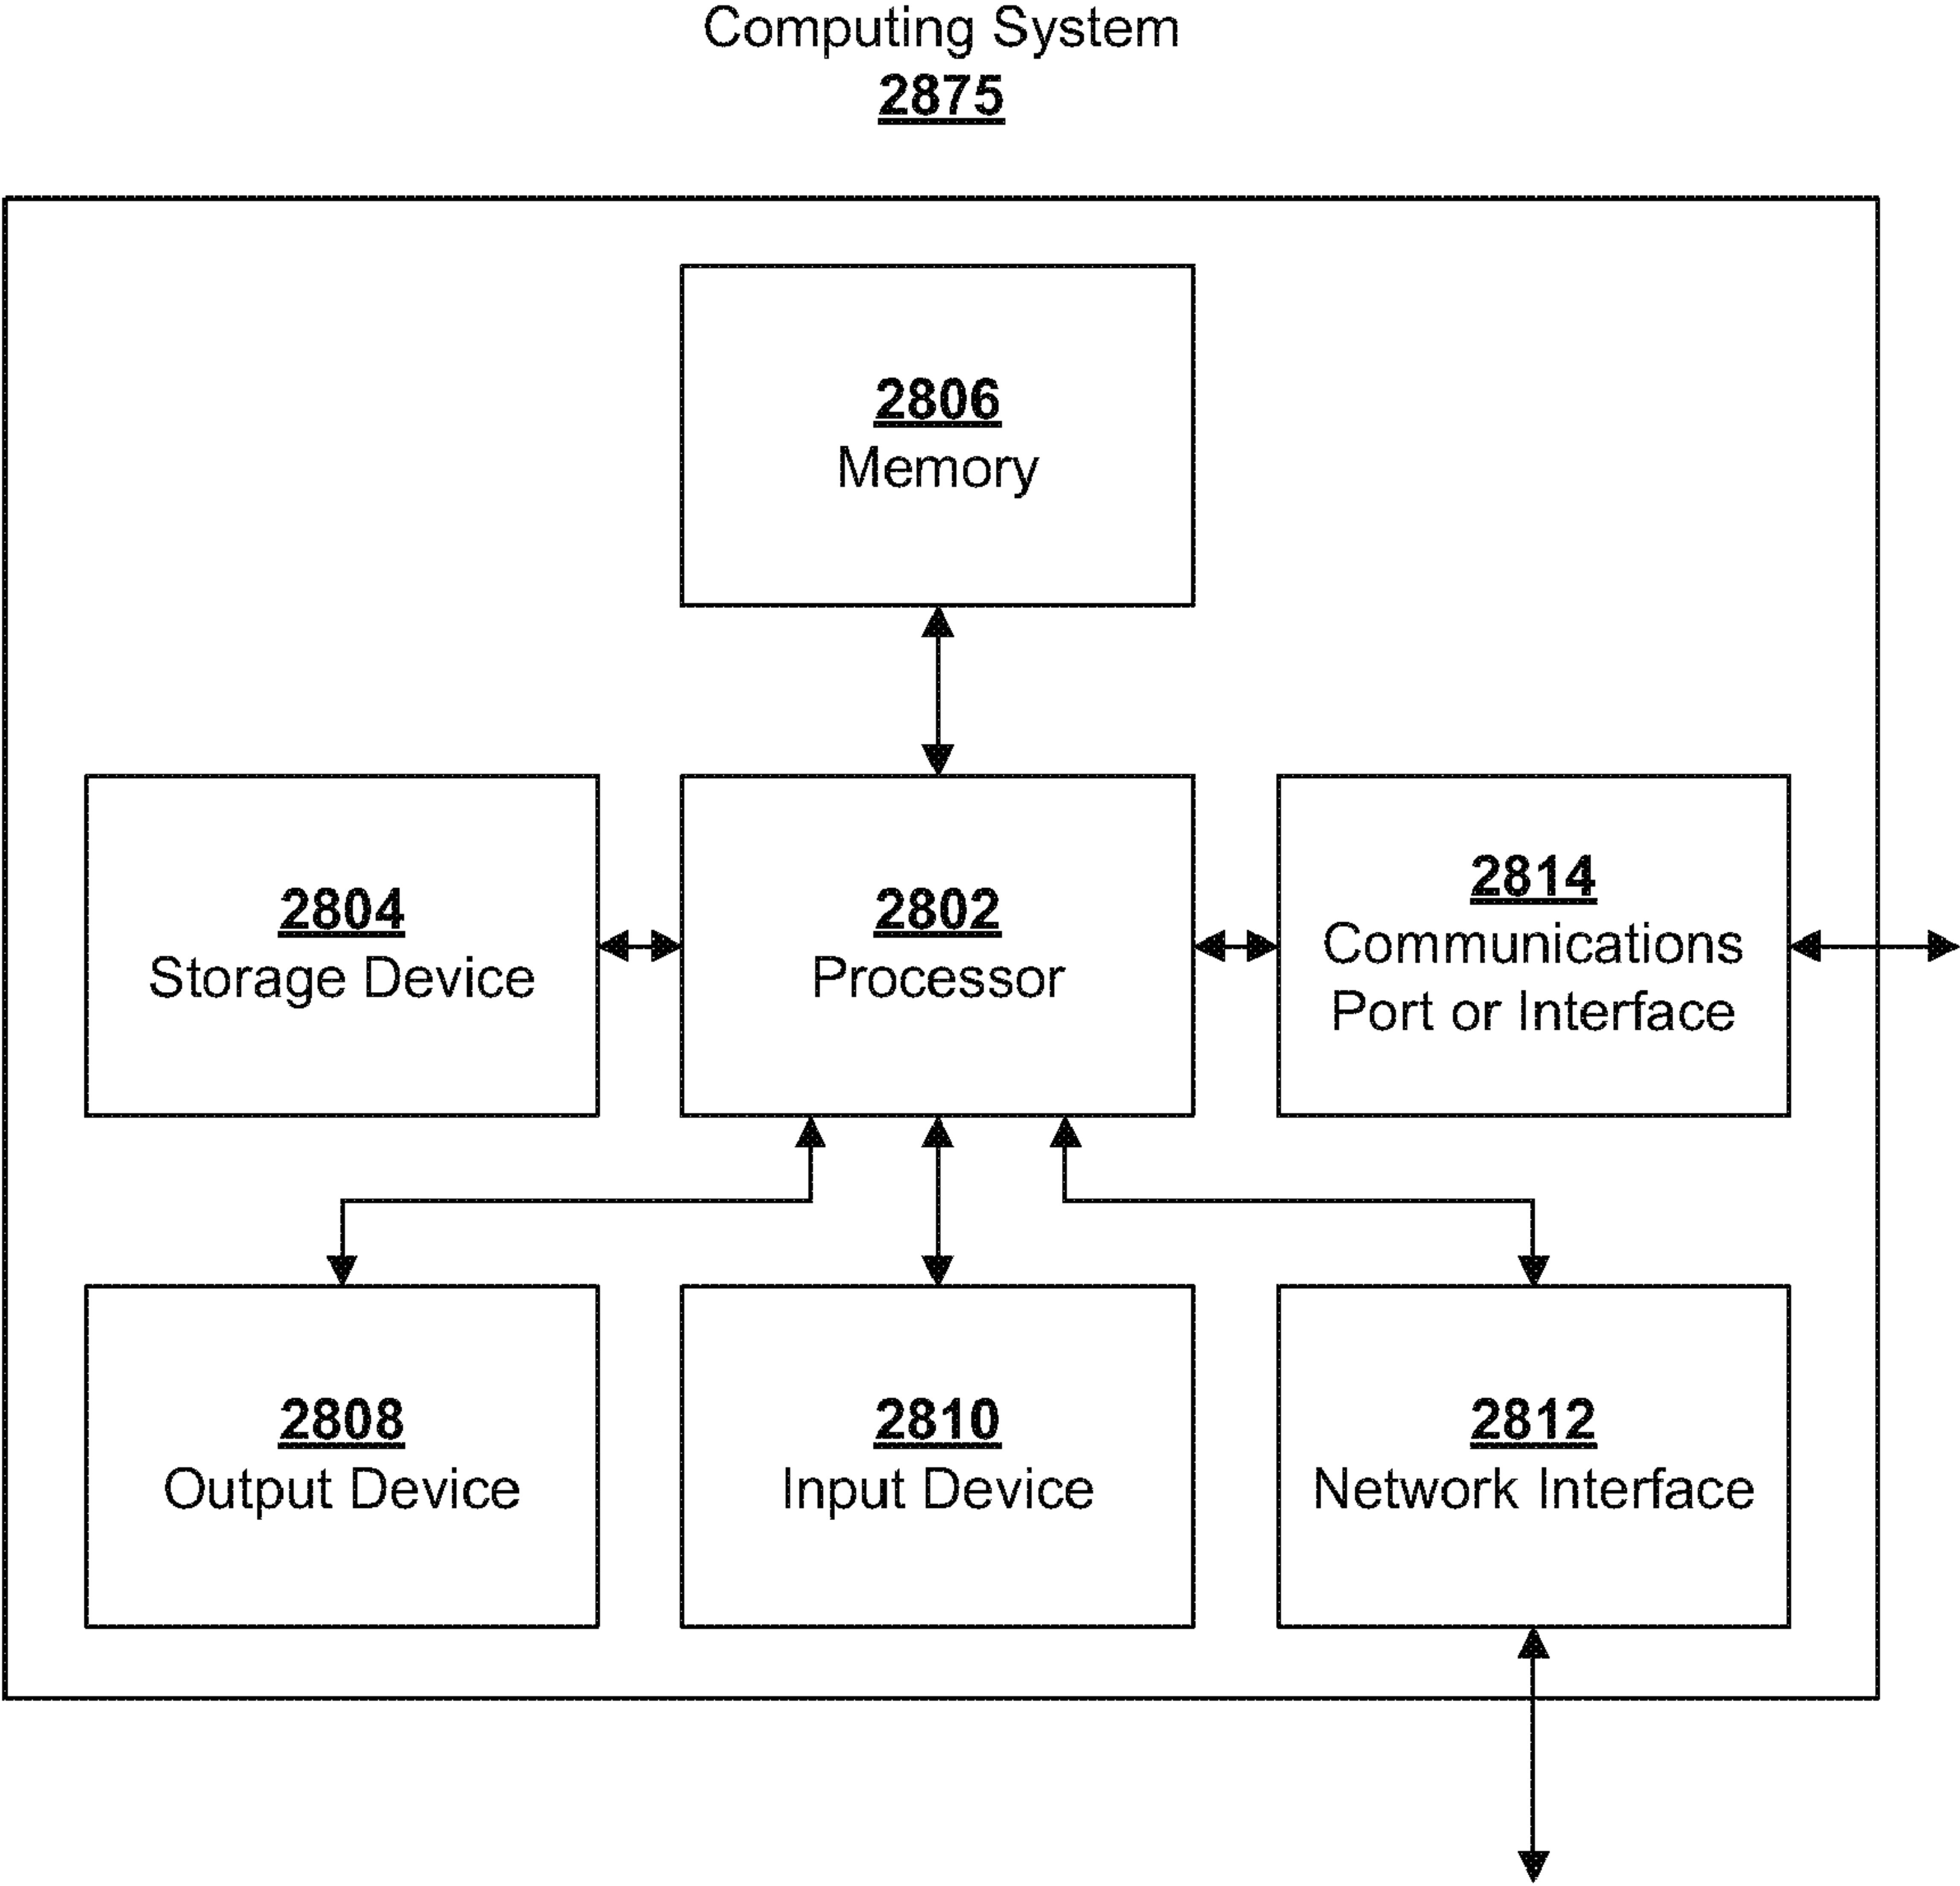 Computing System
2875
2806
Memory
2804
Storage Device
2802
Processor
2814
Communications
Port or Interface
2808
Output Device
2810
Input Device
2812
Network Interface